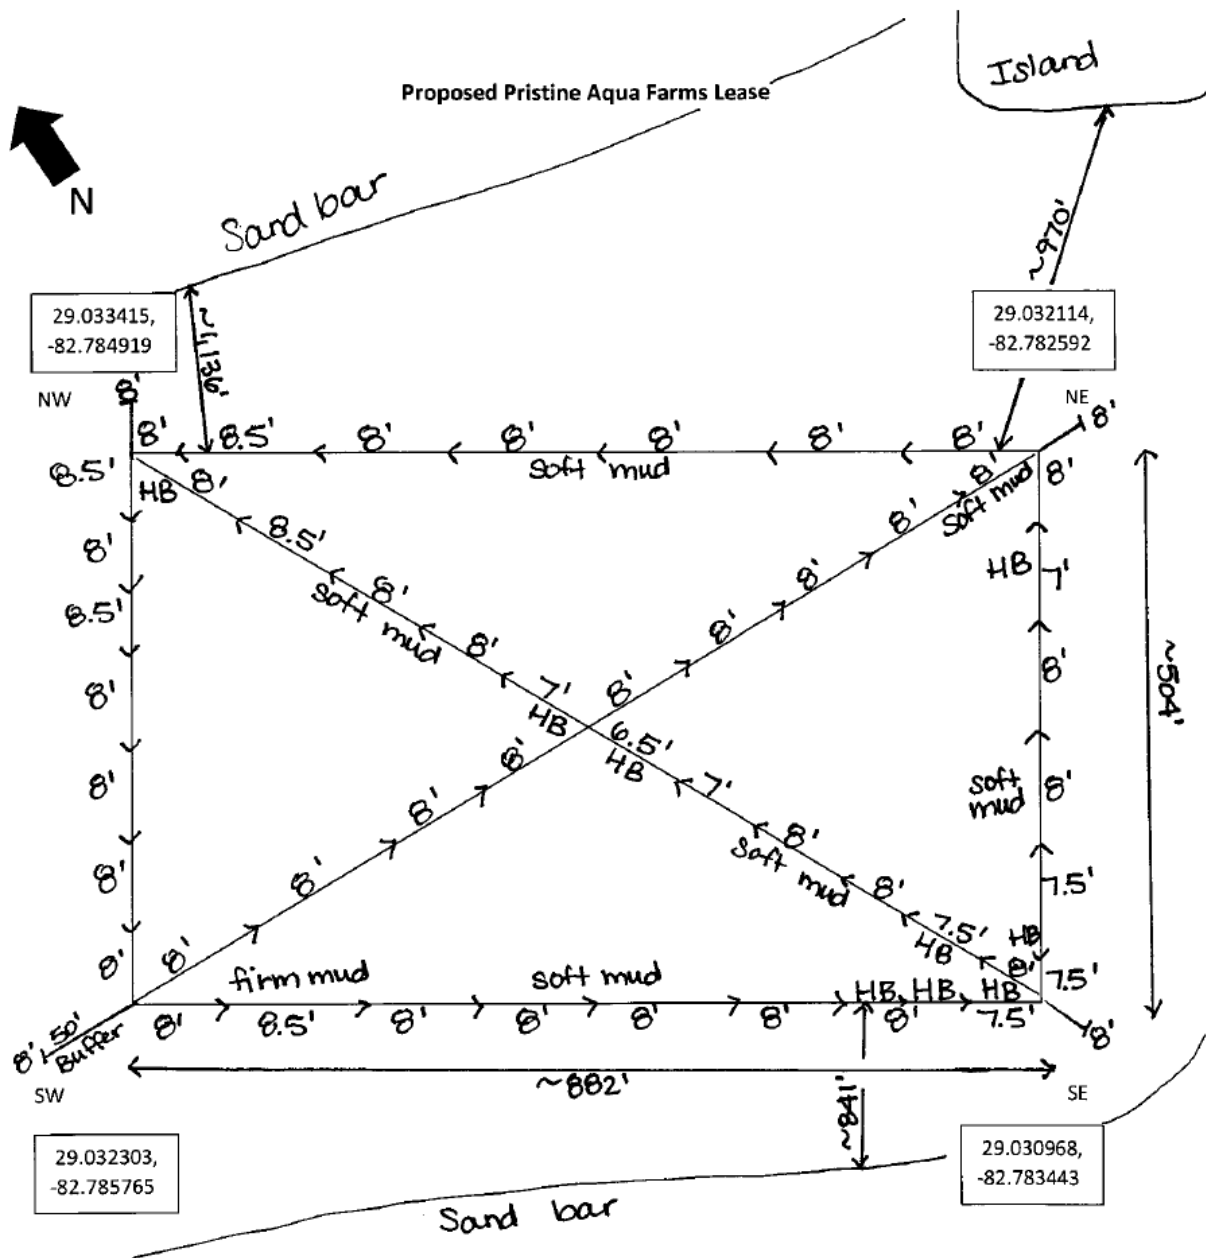 Island
Proposed Pristine Aqua Farms Lease
N
Sand bar
~970'
29.033415,
-82.784919
~1,136'
29.032114,
-82.782592
8'
NW
NE
8'
8' 8.5' 8' 8' 8' 8' 8'
soft mud
8.5'
HB 8'
8'
soft mud
8'
8.5'
8'
8'
HB 7'
8'
8'
soft mud
8.5'
8'
8'
8'
8'
8'
7'
HB
8'
6.5'
HB
~504'
8'
8'
7'
soft
mud
8'
8'
8'
soft mud
8'
8'
8'
7.5'
7.5'
HB
HB
8'
8'
8'
7.5'
firm mud soft mud
HB HB HB
8' 8.5' 8' 8' 8' 8' 8' 7.5'
50'
8' Buffer
8'
~882'
SW
SE
~841'
29.032303,
-82.785765
29.030968,
-82.783443
Sand bar